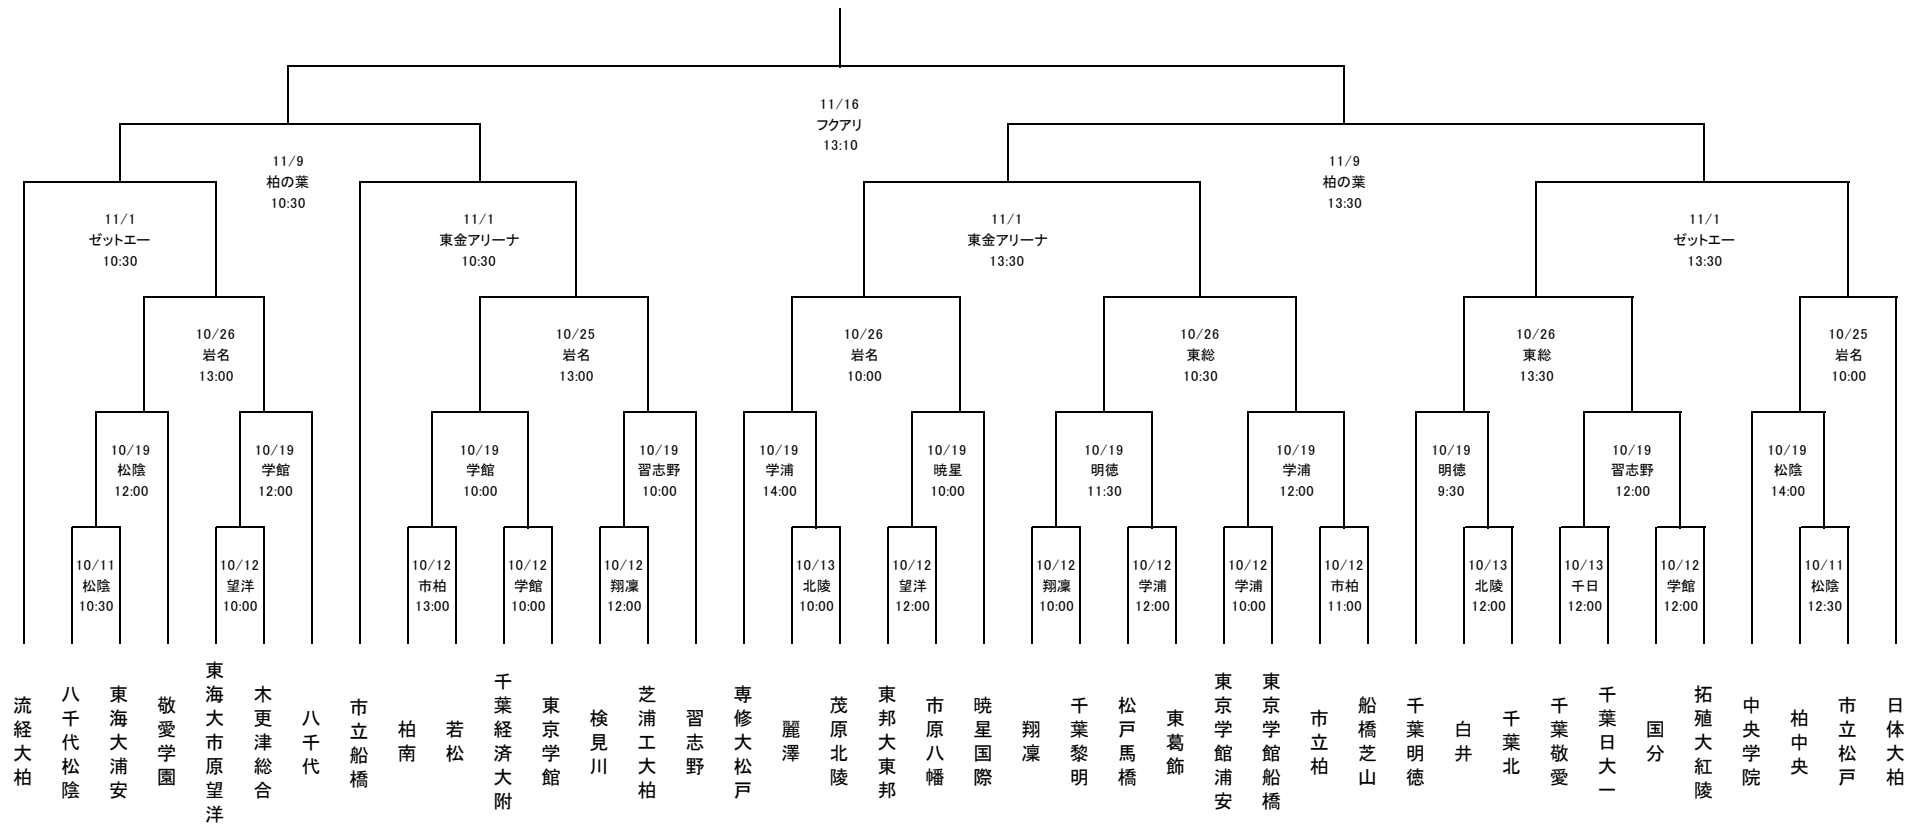 11/16
フクアリ
13:10
11/9
柏の葉
10:30
11/9
柏の葉
13:30
11/1
ゼットエー
10:30
11/1
東金アリーナ
10:30
11/1
東金アリーナ
13:30
11/1
ゼットエー
13:30
10/26
岩名
13:00
10/25
岩名
13:00
10/26
岩名
10:00
10/26
東総
10:30
10/26
東総
13:30
10/25
岩名
10:00
10/19
松陰
12:00
10/19
学館
12:00
10/19
学館
10:00
10/19
習志野
10:00
10/19
学浦
14:00
10/19
暁星
10:00
10/19
明徳
11:30
10/19
学浦
12:00
10/19
明徳
9:30
10/19
習志野
12:00
10/19
松陰
14:00
10/11
松陰
10:30
10/12
望洋
10:00
10/12
市柏
13:00
10/12
学館
10:00
10/12
翔凜
12:00
10/13
北陵
10:00
10/12
望洋
12:00
10/12
翔凜
10:00
10/12
学浦
12:00
10/12
学浦
10:00
10/12
市柏
11:00
10/13
北陵
12:00
10/13
千日
12:00
10/12
学館
12:00
10/11
松陰
12:30
流経大柏
八千代松陰
東海大浦安
敬愛学園
東海大市原望洋
木更津総合
八千代
市立船橋
柏南
若松
千葉経済大附
東京学館
検見川
芝浦工大柏
習志野
専修大松戸
麗澤
茂原北陵
東邦大東邦
市原八幡
暁星国際
翔凜
千葉黎明
松戸馬橋
東葛飾
東京学館浦安
東京学館船橋
市立柏
船橋芝山
千葉明徳
白井
千葉北
千葉敬愛
千葉日大一
国分
拓殖大紅陵
中央学院
柏中央
市立松戸
日体大柏